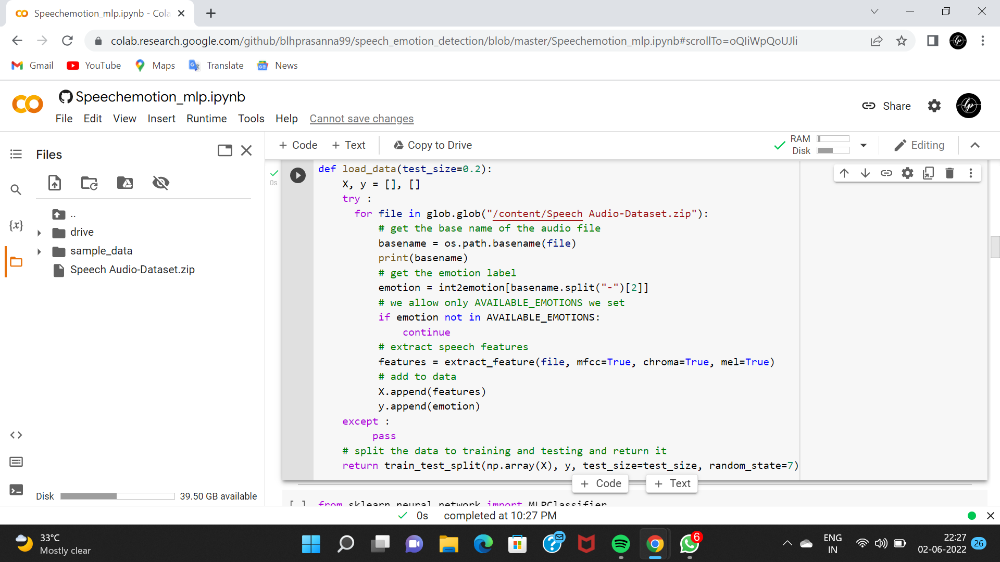 Speechemotion_mlp.ipynb - Cola
colab.research.google.com/github/blhprasanna99/speech_emotion_detection/blob/master/Speechemotion_mlp.ipynb#scrollTo=oQIiWpQoUJli
Gmail YouTube Maps Translate News
Speechemotion_mlp.ipynb
File Edit View Insert Runtime Tools Help Cannot save changes
Share
Files
+ Code + Text Copy to Drive
RAM
Disk
Editing
..
drive
sample_data
Speech Audio-Dataset.zip
Disk 39.50 GB available
0s
def load_data(test_size=0.2):
X, y = [], []
try :
for file in glob.glob("/content/Speech Audio-Dataset.zip"):
# get the base name of the audio file
basename = os.path.basename(file)
print(basename)
# get the emotion label
emotion = int2emotion[basename.split("-")[2]]
# we allow only AVAILABLE_EMOTIONS we set
if emotion not in AVAILABLE_EMOTIONS:
continue
# extract speech features
features = extract_feature(file, mfcc=True, chroma=True, mel=True)
# add to data
X.append(features)
y.append(emotion)
except :
pass
# split the data to training and testing and return it
return train_test_split(np.array(X), y, test_size=test_size, random_state=7)
+ Code + Text
[ ] from sklearn.neural_network import MLPClassifier
0s completed at 10:27 PM
33°C
Mostly clear
6
ENG
IN
22:27
02-06-2022
26